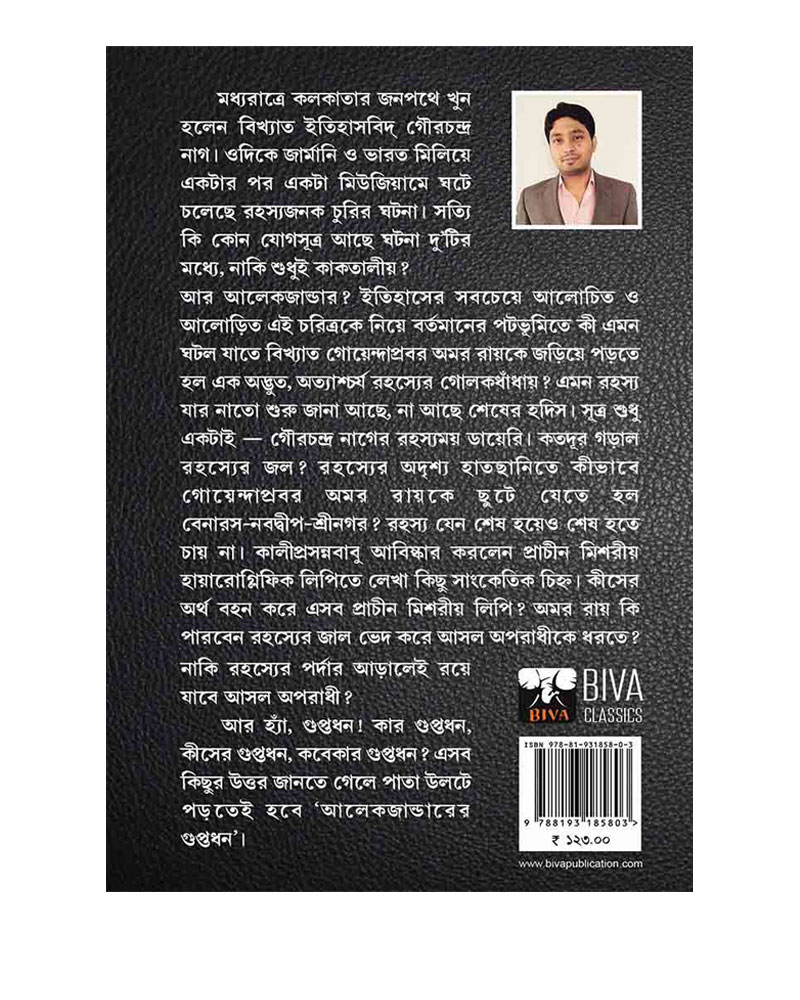 মধ্যরাত্রে কলকাতার জনপথে খুন
হলেন বিখ্যাত ইতিহাসবিদ্ গৌরচন্দ্র
নাগ। ওদিকে জার্মানি ও ভারত মিলিয়ে
একটার পর একটা মিউজিয়ামে ঘটে
চলেছে রহস্যজনক চুরির ঘটনা। সত্যি
কি কোন যোগসূত্র আছে ঘটনা দু'টির
মধ্যে, নাকি শুধুই কাকতালীয়?
আর আলেকজান্ডার? ইতিহাসের সবচেয়ে আলোচিত ও
আলোড়িত এই চরিত্রকে নিয়ে বর্তমানের পটভূমিতে কী এমন
ঘটল যাতে বিখ্যাত গোয়েন্দাপ্রবর অমর রায়কে জড়িয়ে পড়তে
হল এক অদ্ভুত, অত্যাশ্চর্য রহস্যের গোলকধাঁধায়? এমন রহস্য
যার নাতো শুরু জানা আছে, না আছে শেষের হদিস। সূত্র শুধু
একটাই — গৌরচন্দ্র নাগের রহস্যময় ডায়েরি। কতদূর গড়াল
রহস্যের জল? রহস্যের অদৃশ্য হাতছানিতে কীভাবে
গোয়েন্দাপ্রবর অমর রায়কে ছুটে যেতে হল
বেনারস-নবদ্বীপ-শ্রীনগর? রহস্য যেন শেষ হয়েও শেষ হতে
চায় না। কালীপ্রসন্নবাবু আবিষ্কার করলেন প্রাচীন মিশরীয়
হায়ারোগ্লিফিক লিপিতে লেখা কিছু সাংকেতিক চিহ্ন। কীসের
অর্থ বহন করে এসব প্রাচীন মিশরীয় লিপি? অমর রায় কি
পারবেন রহস্যের জাল ভেদ করে আসল অপরাধীকে ধরতে?
নাকি রহস্যের পর্দার আড়ালেই রয়ে
যাবে আসল অপরাধী?
আর হ্যাঁ, গুপ্তধন! কার গুপ্তধন,
কীসের গুপ্তধন, কবেকার গুপ্তধন? এসব
কিছুর উত্তর জানতে গেলে পাতা উলটে
পড়তেই হবে ‘আলেকজান্ডারের
গুপ্তধন’।
BIVA
BIVA
CLASSICS
ISBN 978-81-931858-0-3
9 788193 185803 >
₹ ১২৩.০০
www.bivapublication.com